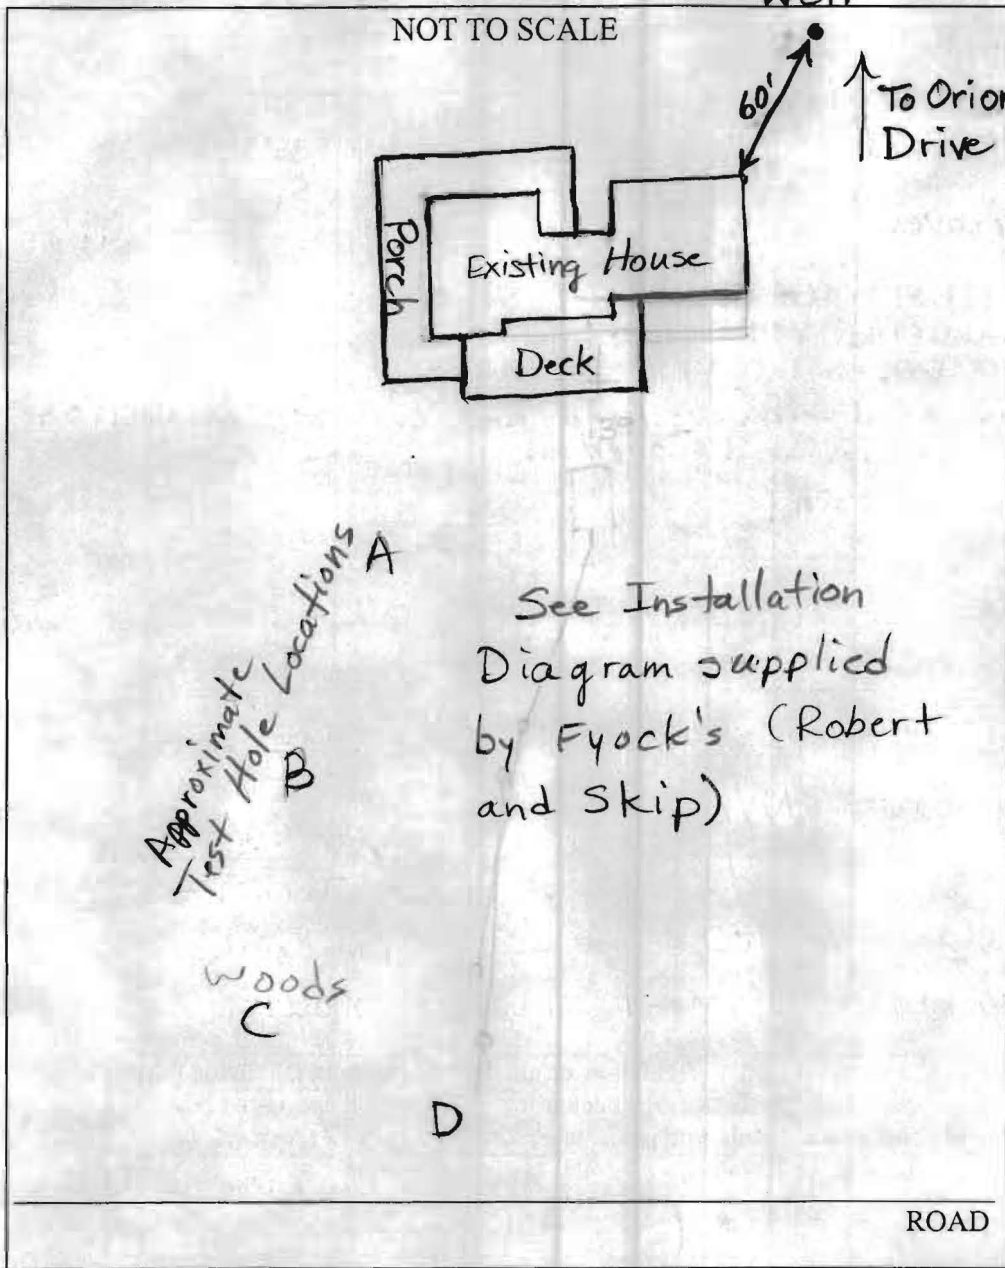 Well
NOT TO SCALE
60'
To Orion
Drive
Porch
Existing House
Deck
Approximate
Test Hole Locations
A
See Installation
Diagram supplied
by Fyock's (Robert
and Skip)
B
Woods
C
D
ROAD